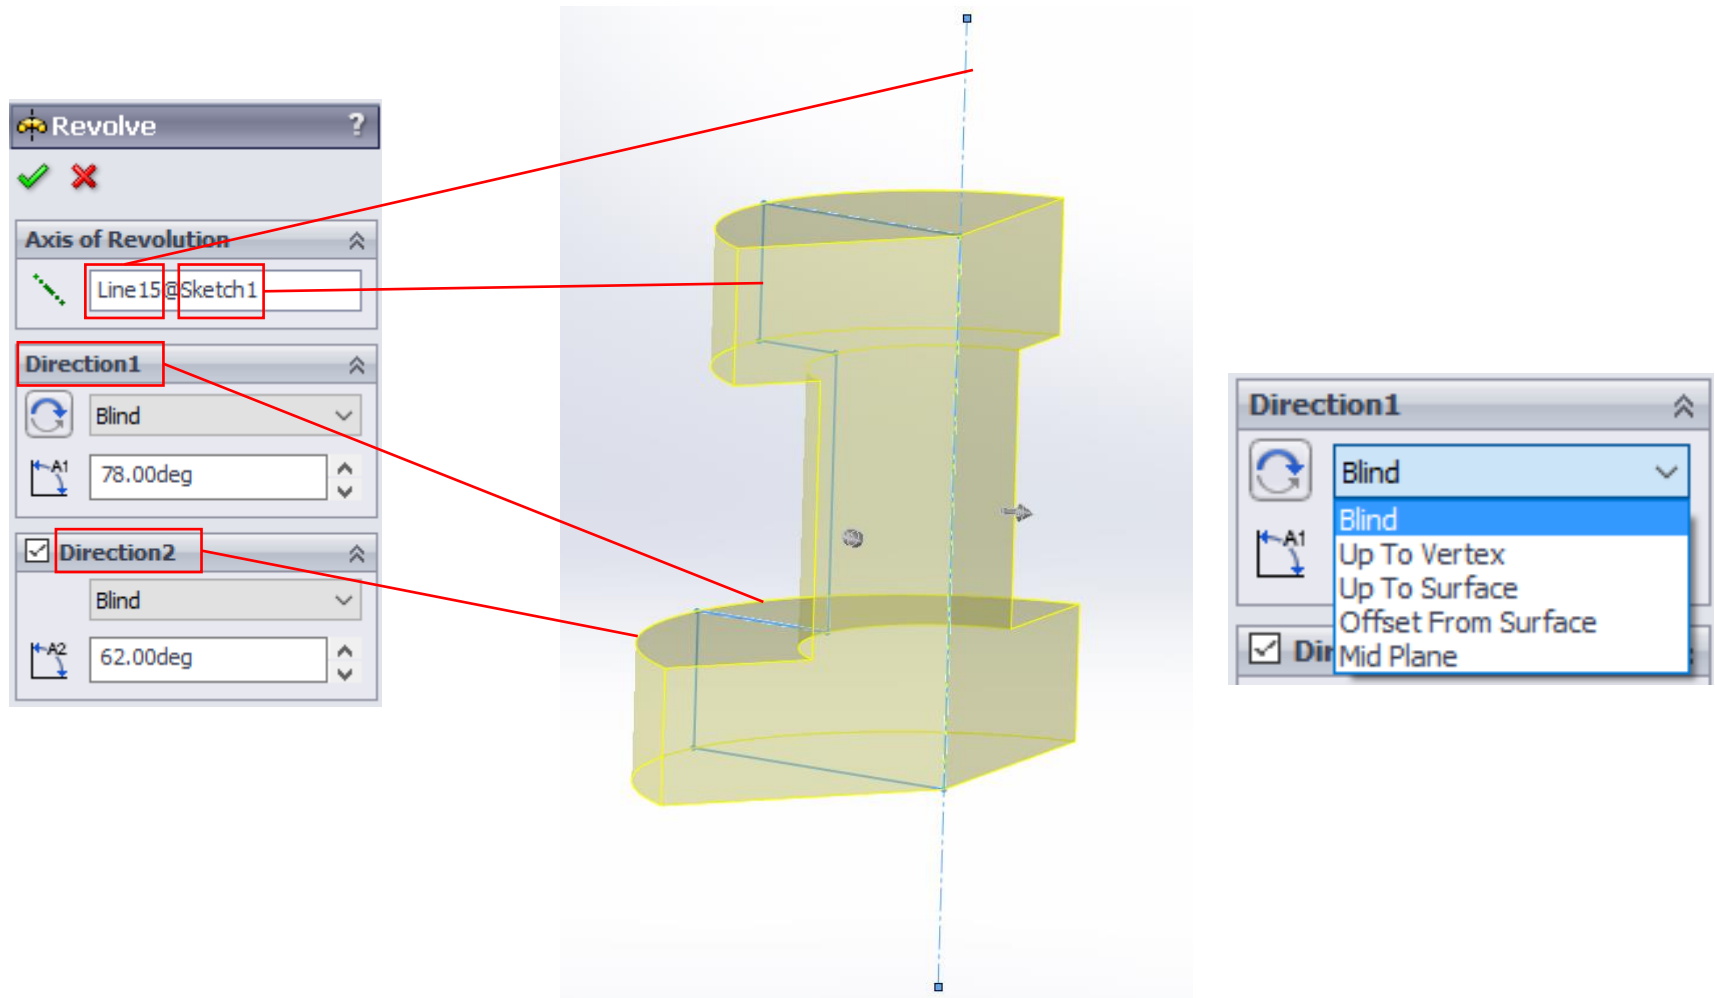 Revolve ?
Axis of Revolution
Line15@Sketch1
Direction1
Blind
A1
78.00deg
Direction2
Blind
A2
62.00deg
Direction1
Blind
Blind
A1
Up To Vertex
Up To Surface
Offset From Surface
Dir
Mid Plane